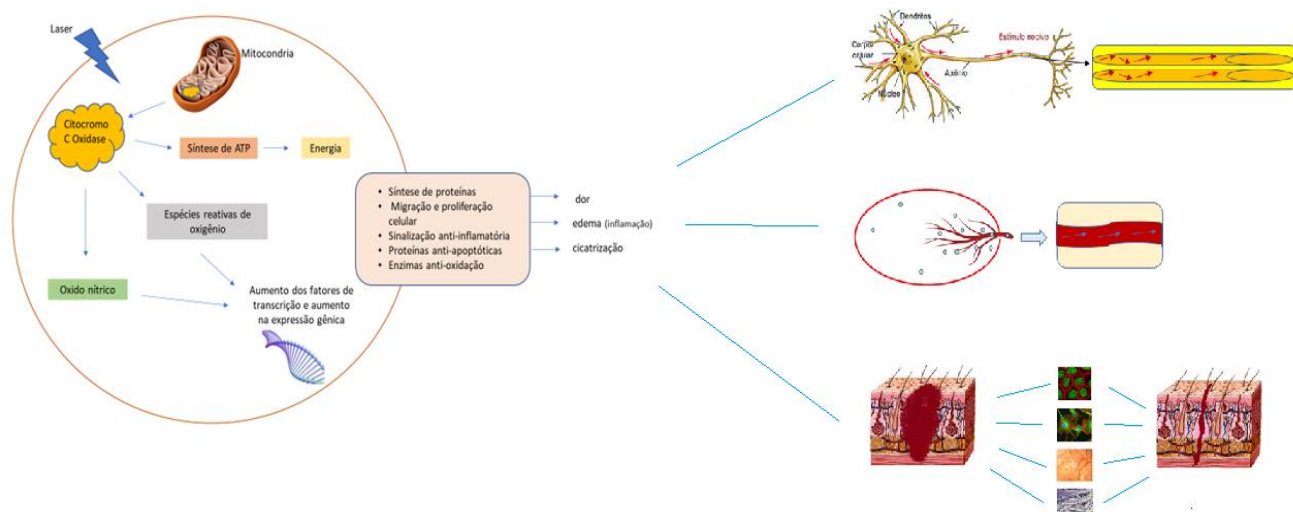 Laser
Mitocondria
Citocromo
C Oxidase
Síntese de ATP
Energia
Espécies reativas de
oxigênio
Oxido nítrico
Aumento dos fatores de
transcrição e aumento
na expressão gênica
• Síntese de proteínas
• Migração e proliferação
celular
• Sinalização anti-inflamatória
• Proteínas anti-apoptóticas
• Enzimas anti-oxidação
dor
edema (inflamação)
cicatrização
Dendritos
Corpo
celular
Núcleo
Axônio
Estímulo nocivo